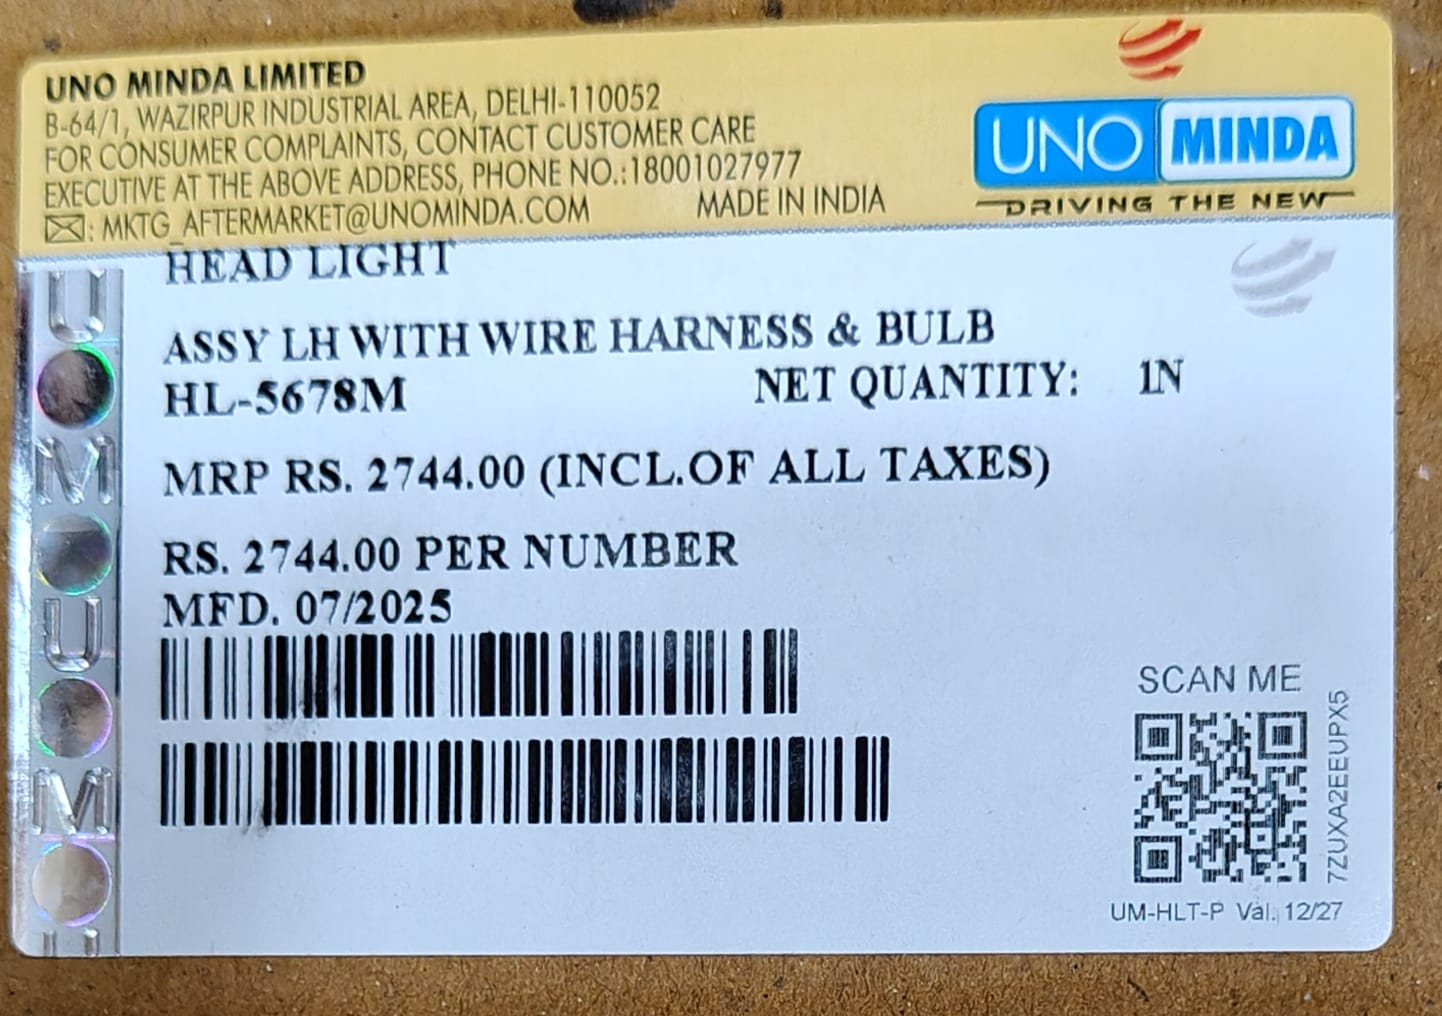 UNO MINDA LIMITED
B-64/1, WAZIRPUR INDUSTRIAL AREA, DELHI-110052
FOR CONSUMER COMPLAINTS, CONTACT CUSTOMER CARE
EXECUTIVE AT THE ABOVE ADDRESS, PHONE NO.:18001027977
✉: MKTG_AFTERMARKET@UNOMINDA.COM MADE IN INDIA
UNO MINDA
DRIVING THE NEW
HEAD LIGHT
ASSY LH WITH WIRE HARNESS & BULB
HL-5678M NET QUANTITY: 1N
MRP RS. 2744.00 (INCL.OF ALL TAXES)
RS. 2744.00 PER NUMBER
MFD. 07/2025
SCAN ME
7ZUXA2EEUPX5
UM-HLT-P Val. 12/27
U
M
U
M